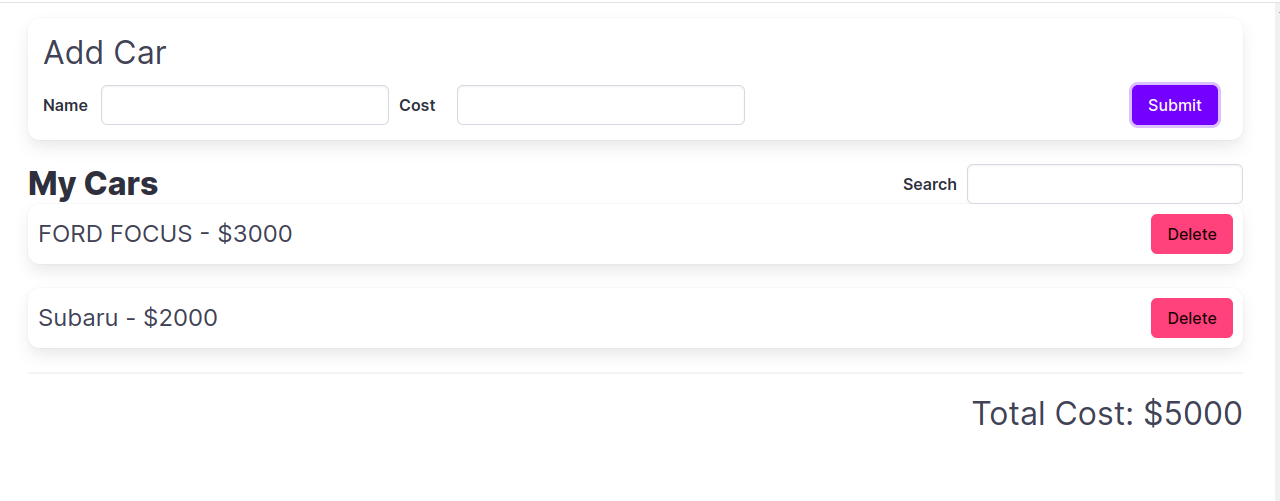 Add Car
Name Cost Submit
My Cars Search
FORD FOCUS - $3000 Delete
Subaru - $2000 Delete
Total Cost: $5000